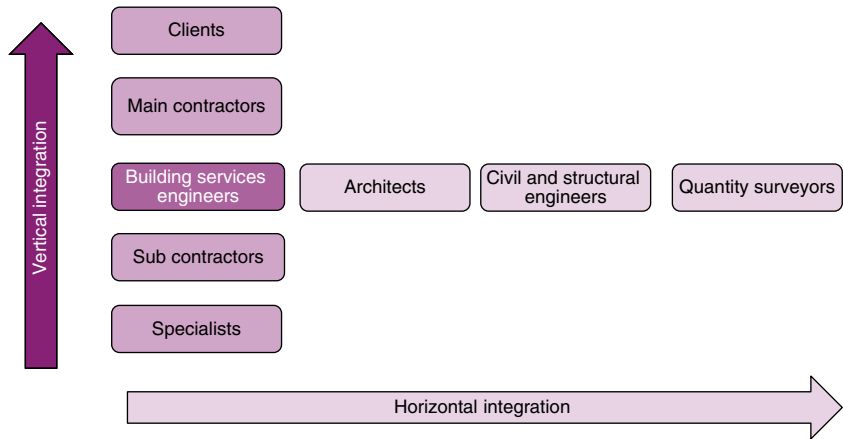 Clients
Main contractors
Building services
engineers
Architects
Civil and structural
engineers
Quantity surveyors
Sub contractors
Specialists
Vertical integration
Horizontal integration